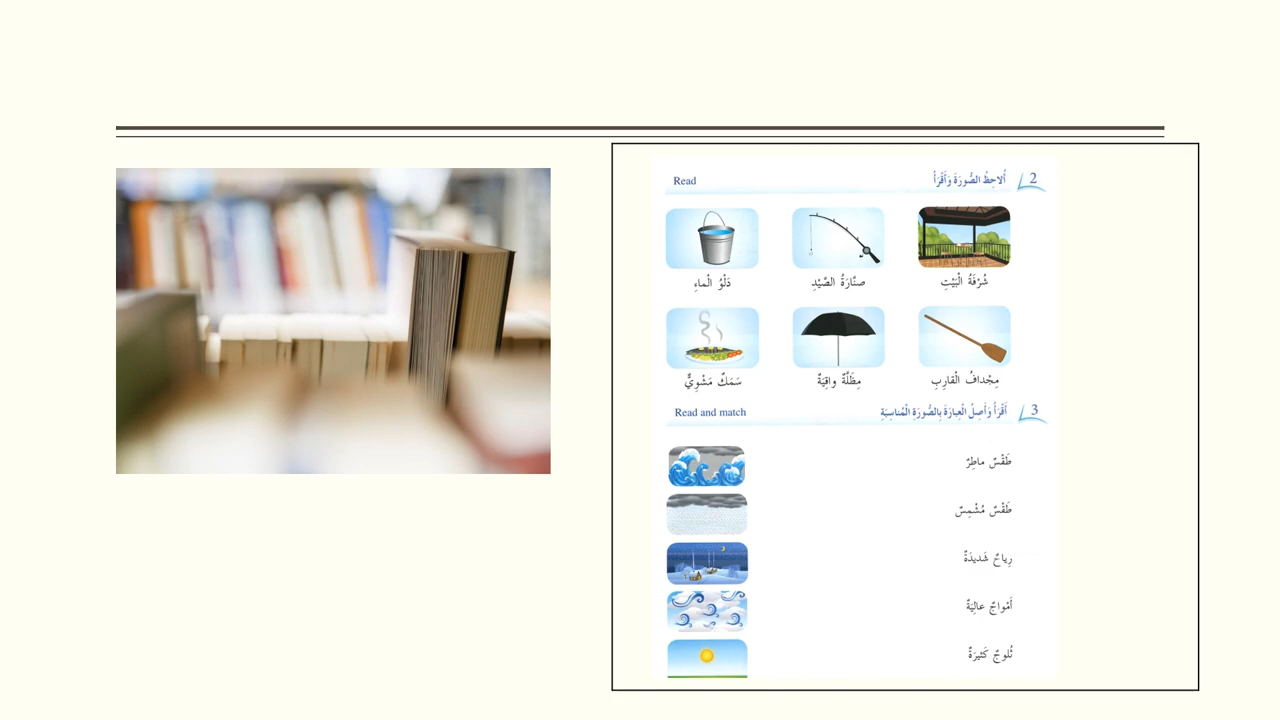 2 أُلاحِظُ الصُّورَةَ وَأَقْرَأُ Read
شُرْفَةُ الْبَيْتِ صنّارَةُ الصَّيْدِ دَلْوُ الْماءِ
مِجْدافُ الْقارِبِ مِظَلَّةٌ واقِيَةٌ سَمَكٌ مَشْوِيٌّ
3 أَقْرَأُ وَأَصِلُ الْعِبارَةَ بِالصُّورَةِ الْمُناسِبَةِ Read and match
طَقْسٌ ماطِرٌ
طَقْسٌ مُشْمِسٌ
رِياحٌ شَديدَةٌ
أَمْواجٌ عالِيَةٌ
ثُلوجٌ كَثيرَةٌ